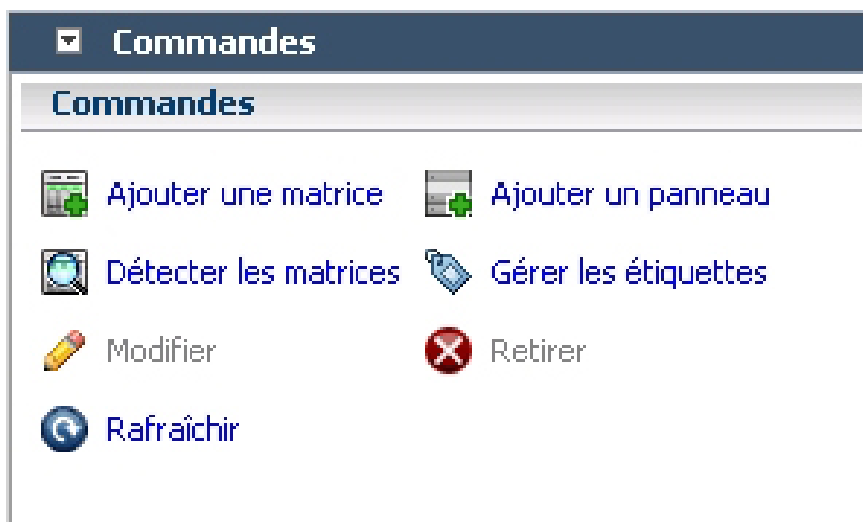 Commandes
Commandes
Ajouter une matrice
Ajouter un panneau
Détecter les matrices
Gérer les étiquettes
Modifier
Retirer
Rafraîchir